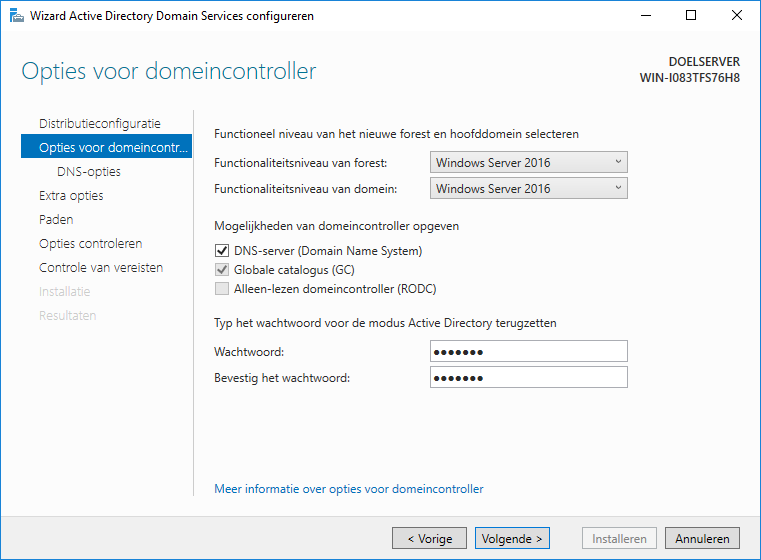 Wizard Active Directory Domain Services configureren
Opties voor domeincontroller
DOELSERVER
WIN-I083TFS76H8
Distributieconfiguratie
Opties voor domeincontr...
DNS-opties
Extra opties
Paden
Opties controleren
Controle van vereisten
Installatie
Resultaten
Functioneel niveau van het nieuwe forest en hoofddomein selecteren
Functionaliteitsniveau van forest: Windows Server 2016
Functionaliteitsniveau van domein: Windows Server 2016
Mogelijkheden van domeincontroller opgeven
DNS-server (Domain Name System)
Globale catalogus (GC)
Alleen-lezen domeincontroller (RODC)
Typ het wachtwoord voor de modus Active Directory terugzetten
Wachtwoord: ●●●●●●●
Bevestig het wachtwoord: ●●●●●●●
Meer informatie over opties voor domeincontroller
< Vorige Volgende > Installeren Annuleren